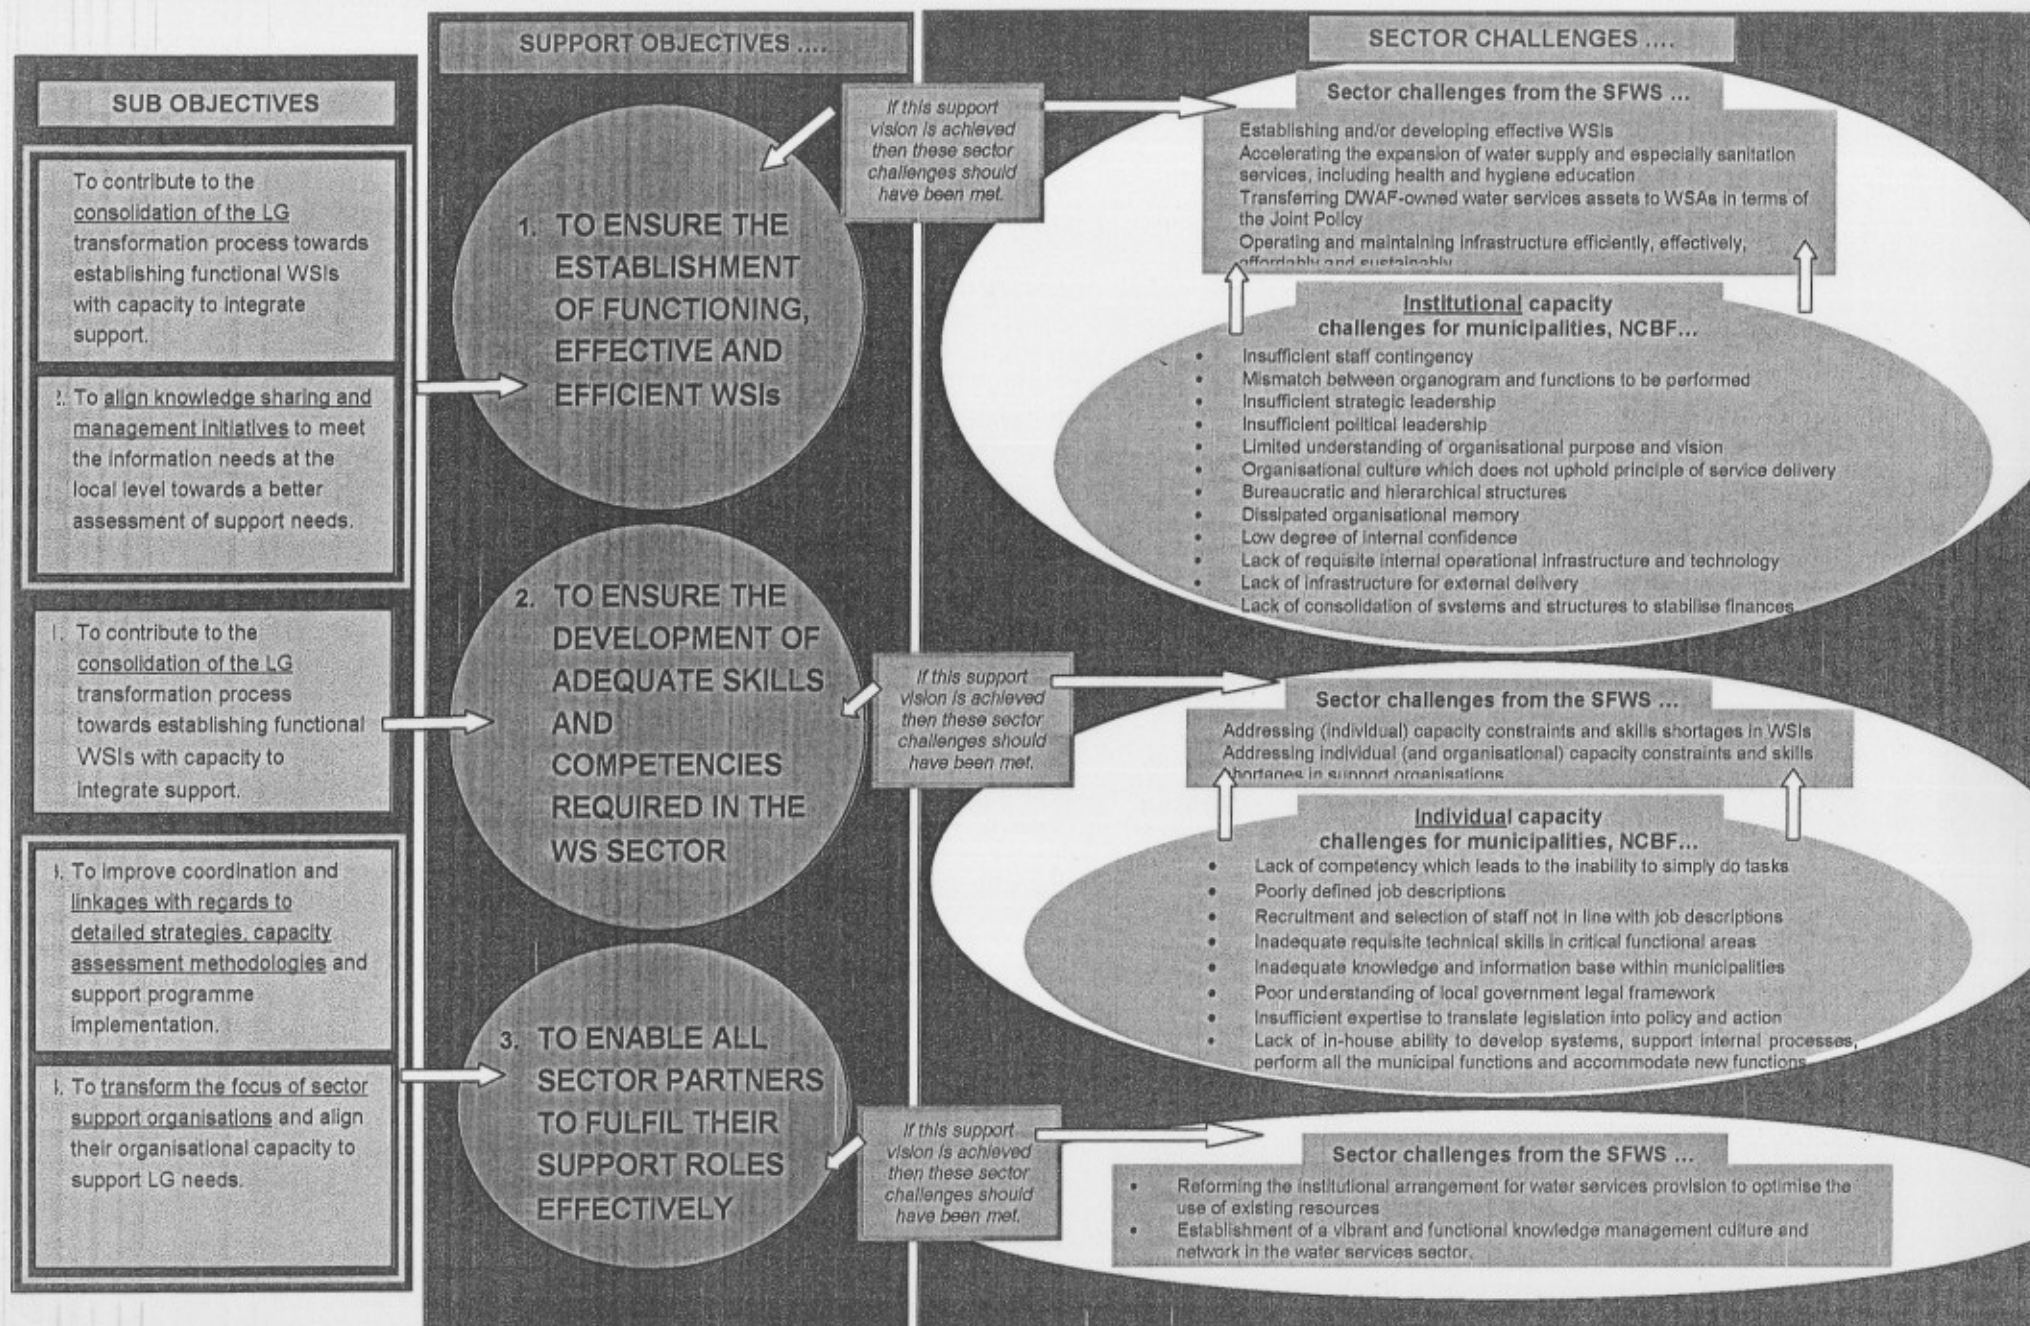 SUB OBJECTIVES
To contribute to the
consolidation of the LG
transformation process towards
establishing functional WSIs
with capacity to integrate
support.
To align knowledge sharing and
management initiatives to meet
the information needs at the
local level towards a better
assessment of support needs.
To contribute to the
consolidation of the LG
transformation process
towards establishing functional
WSIs with capacity to
integrate support.
To improve coordination and
linkages with regards to
detailed strategies, capacity
assessment methodologies and
support programme
implementation.
To transform the focus of sector
support organisations and align
their organisational capacity to
support LG needs.
SUPPORT OBJECTIVES ....
1. TO ENSURE THE
ESTABLISHMENT
OF FUNCTIONING,
EFFECTIVE AND
EFFICIENT WSIs
2. TO ENSURE THE
DEVELOPMENT OF
ADEQUATE SKILLS
AND
COMPETENCIES
REQUIRED IN THE
WS SECTOR
3. TO ENABLE ALL
SECTOR PARTNERS
TO FULFIL THEIR
SUPPORT ROLES
EFFECTIVELY
If this support
vision is achieved
then these sector
challenges should
have been met.
If this support
vision is achieved
then these sector
challenges should
have been met.
If this support
vision is achieved
then these sector
challenges should
have been met.
SECTOR CHALLENGES ....
Sector challenges from the SFWS ...
Establishing and/or developing effective WSIs
Accelerating the expansion of water supply and especially sanitation
services, including health and hygiene education
Transferring DWAF-owned water services assets to WSAs in terms of
the Joint Policy
Operating and maintaining infrastructure efficiently, effectively,
affordably and sustainably
Institutional capacity
challenges for municipalities, NCBF...
• Insufficient staff contingency
• Mismatch between organogram and functions to be performed
• Insufficient strategic leadership
• Insufficient political leadership
• Limited understanding of organisational purpose and vision
• Organisational culture which does not uphold principle of service delivery
• Bureaucratic and hierarchical structures
• Dissipated organisational memory
• Low degree of internal confidence
• Lack of requisite internal operational infrastructure and technology
• Lack of infrastructure for external delivery
Lack of consolidation of systems and structures to stabilise finances
Sector challenges from the SFWS ...
Addressing (individual) capacity constraints and skills shortages in WSIs
Addressing individual (and organisational) capacity constraints and skills
shortages in support organisations
Individual capacity
challenges for municipalities, NCBF...
• Lack of competency which leads to the inability to simply do tasks
• Poorly defined job descriptions
• Recruitment and selection of staff not in line with job descriptions
• Inadequate requisite technical skills in critical functional areas
• Inadequate knowledge and information base within municipalities
• Poor understanding of local government legal framework
• Insufficient expertise to translate legislation into policy and action
• Lack of in-house ability to develop systems, support internal processes,
perform all the municipal functions and accommodate new functions
Sector challenges from the SFWS ...
• Reforming the institutional arrangement for water services provision to optimise the
use of existing resources
• Establishment of a vibrant and functional knowledge management culture and
network in the water services sector.